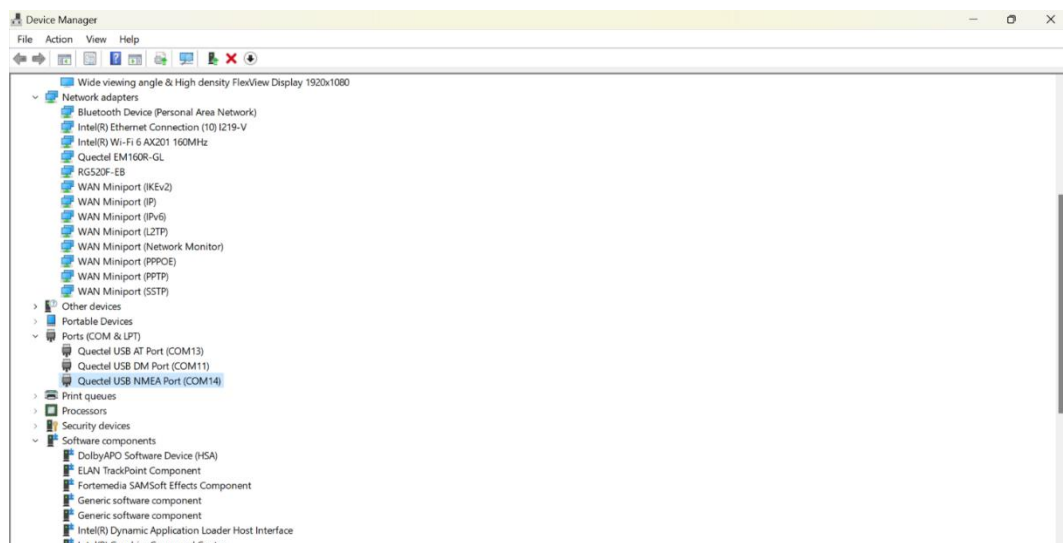 Device Manager
File Action View Help
Wide viewing angle & High density FlexView Display 1920x1080
Network adapters
Bluetooth Device (Personal Area Network)
Intel(R) Ethernet Connection (10) I219-V
Intel(R) Wi-Fi 6 AX201 160MHz
Quectel EM160R-GL
RG520F-EB
WAN Miniport (IKEv2)
WAN Miniport (IP)
WAN Miniport (IPv6)
WAN Miniport (L2TP)
WAN Miniport (Network Monitor)
WAN Miniport (PPPOE)
WAN Miniport (PPTP)
WAN Miniport (SSTP)
Other devices
Portable Devices
Ports (COM & LPT)
Quectel USB AT Port (COM13)
Quectel USB DM Port (COM11)
Quectel USB NMEA Port (COM14)
Print queues
Processors
Security devices
Software components
DolbyAPO Software Device (HSA)
ELAN TrackPoint Component
Fortemedia SAMSoft Effects Component
Generic software component
Generic software component
Intel(R) Dynamic Application Loader Host Interface